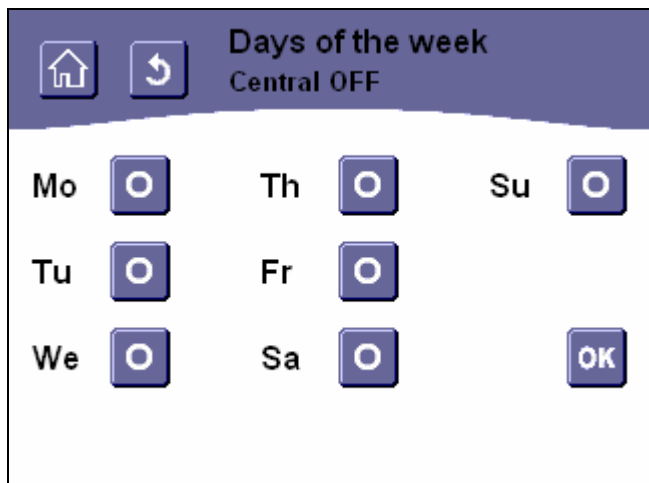 Days of the week
Central OFF
Mo O Th O Su O
Tu O Fr O
We O Sa O OK